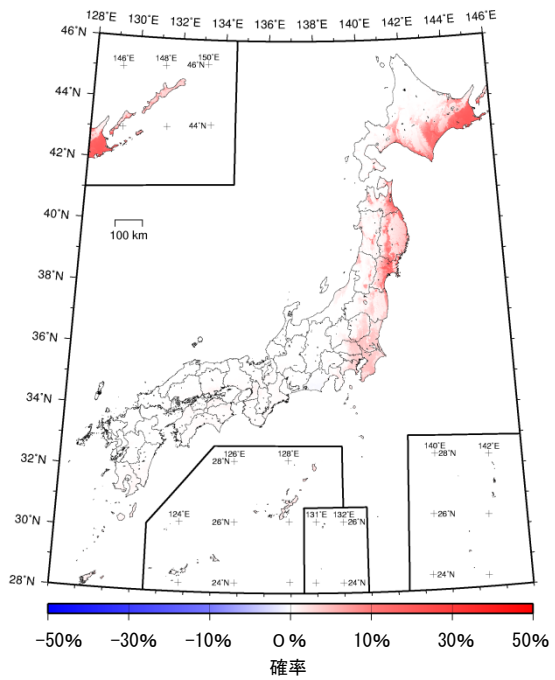 128˚E 130˚E 132˚E 134˚E 136˚E 138˚E 140˚E 142˚E 144˚E 146˚E
46˚N
146˚E 148˚E 150˚E
46˚N
44˚N
44˚N
42˚N
40˚N
100 km
38˚N
36˚N
34˚N
32˚N
126˚E 128˚E
28˚N
140˚E 142˚E
28˚N
124˚E
30˚N
26˚N
131˚E 132˚E
26˚N
26˚N
28˚N
24˚N
24˚N
24˚N
-50% -30% -10% 0% 10% 30% 50%
確率